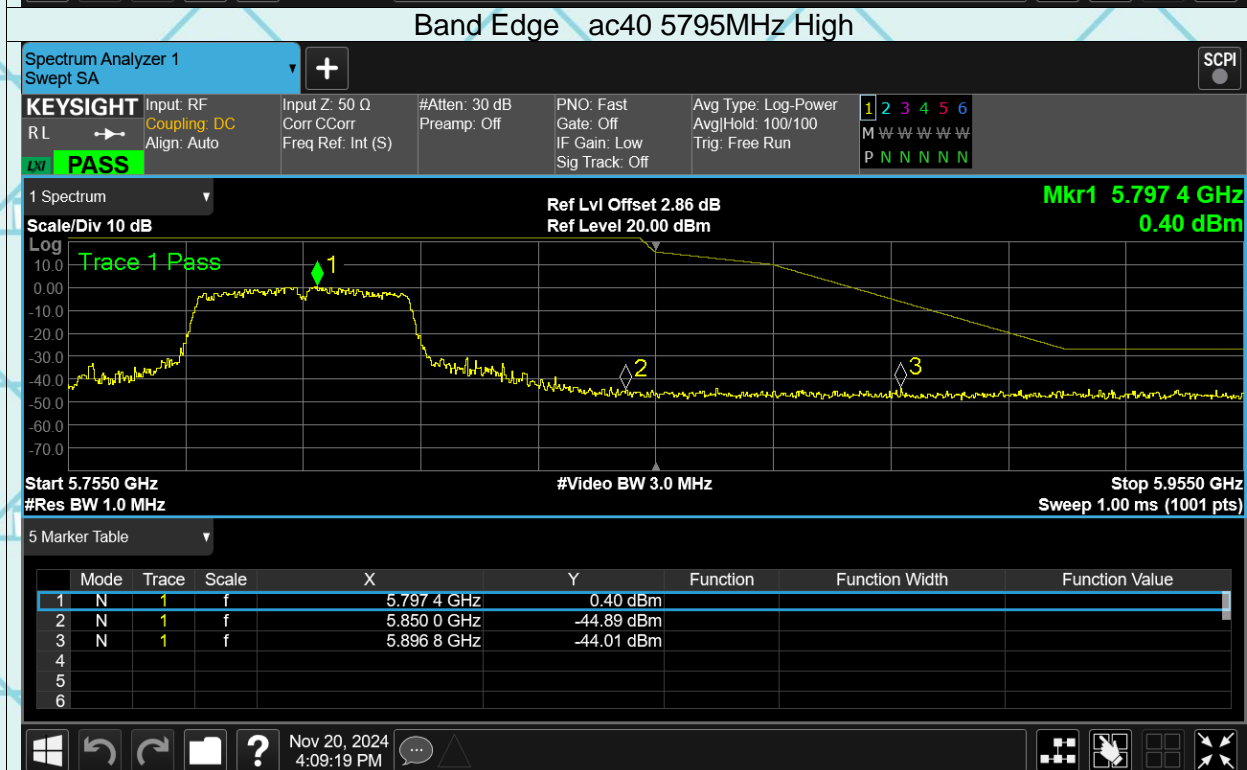 Band Edge ac40 5795MHz High
Spectrum Analyzer 1
Swept SA
+
SCPI
KEYSIGHT
RL
LXI PASS
Input: RF
Coupling: DC
Align: Auto
Input Z: 50 Ω
Corr CCorr
Freq Ref: Int (S)
#Atten: 30 dB
Preamp: Off
PNO: Fast
Gate: Off
IF Gain: Low
Sig Track: Off
Avg Type: Log-Power
Avg|Hold: 100/100
Trig: Free Run
1 2 3 4 5 6
M W W W W W W
P N N N N N
1 Spectrum
Ref Lvl Offset 2.86 dB
Mkr1 5.797 4 GHz
Scale/Div 10 dB
Ref Level 20.00 dBm
0.40 dBm
Log
Trace 1 Pass
10.0
0.00
-10.0
-20.0
-30.0
-40.0
-50.0
-60.0
-70.0
1
2
3
Start 5.7550 GHz
#Video BW 3.0 MHz
Stop 5.9550 GHz
#Res BW 1.0 MHz
Sweep 1.00 ms (1001 pts)
5 Marker Table
Mode Trace Scale X Y Function Function Width Function Value
1 N 1 f 5.797 4 GHz 0.40 dBm
2 N 1 f 5.850 0 GHz -44.89 dBm
3 N 1 f 5.896 8 GHz -44.01 dBm
4
5
6
?
Nov 20, 2024
4:09:19 PM